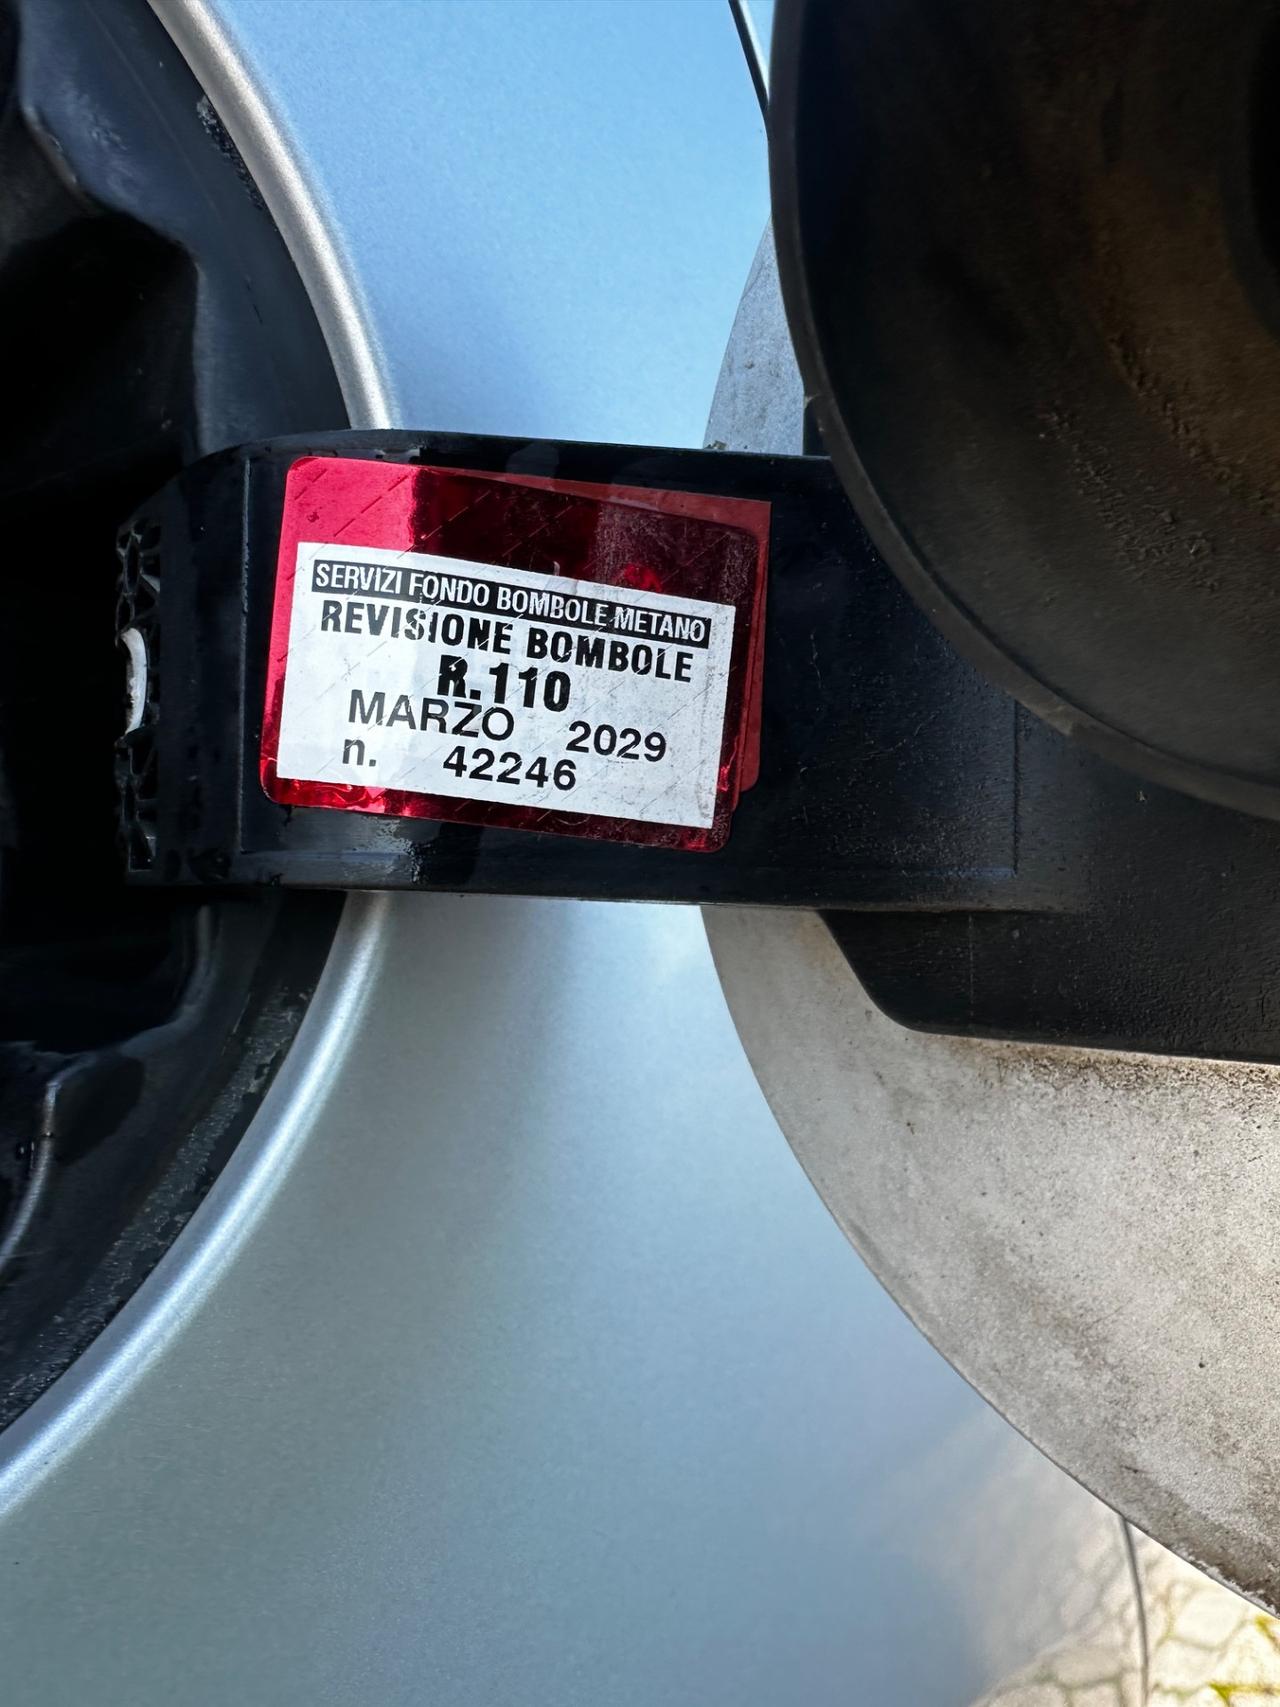 SERVIZI FONDO BOMBOLE METANO
REVISIONE BOMBOLE
R.110
MARZO 2029
n. 42246